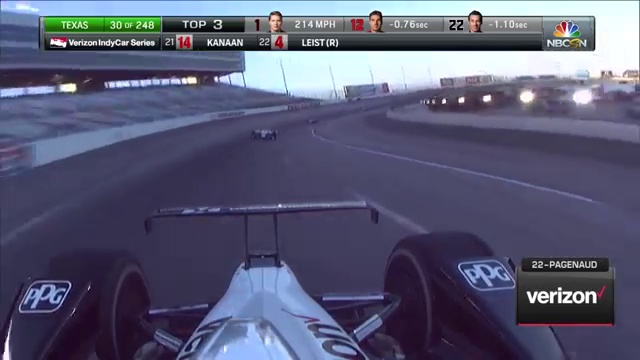 TEXAS 30 OF 248 TOP 3 1 214 MPH 12 -0.76sec 22 -1.10sec
Verizon IndyCar Series 21 14 KANAAN 22 4 LEIST(R) NBCSN
22-PAGENAUD
verizon
PPG
PPG